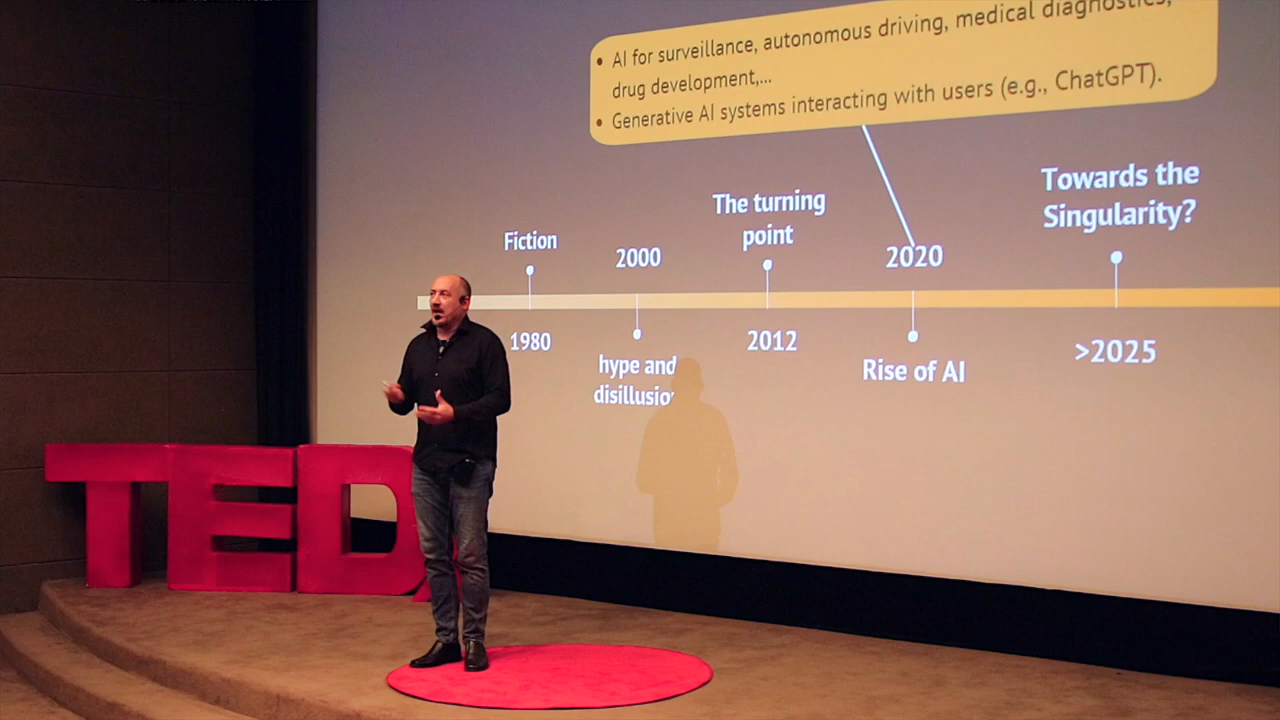 • AI for surveillance, autonomous driving, medical diagnostics,
drug development,...
• Generative AI systems interacting with users (e.g., ChatGPT).
Fiction
2000
The turning
point
2020
Towards the
Singularity?
1980
hype and
2012
Rise of AI
>2025
TED